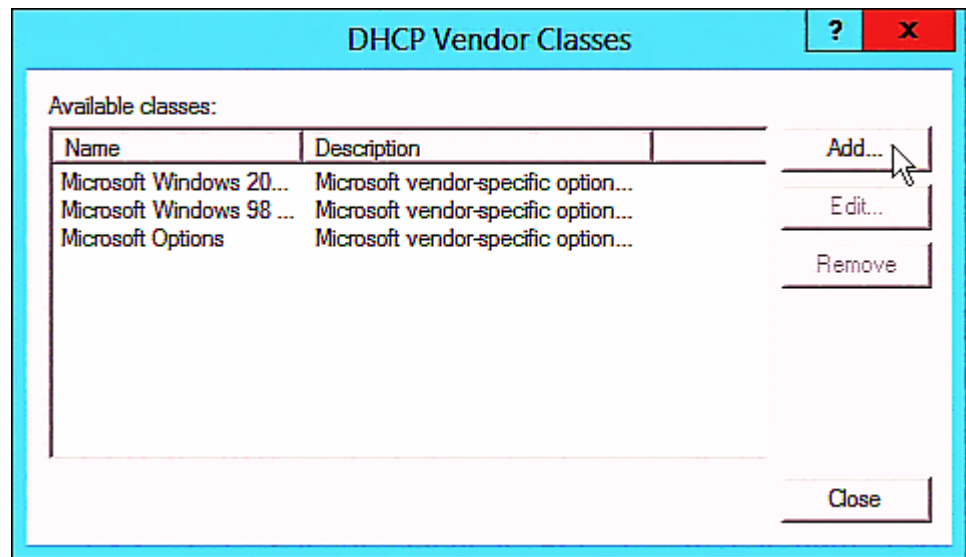 DHCP Vendor Classes ? x
Available classes:
Name Description
Add...
Microsoft Windows 20... Microsoft vendor-specific option...
Microsoft Windows 98 ... Microsoft vendor-specific option...
Edit...
Microsoft Options Microsoft vendor-specific option...
Remove
Close